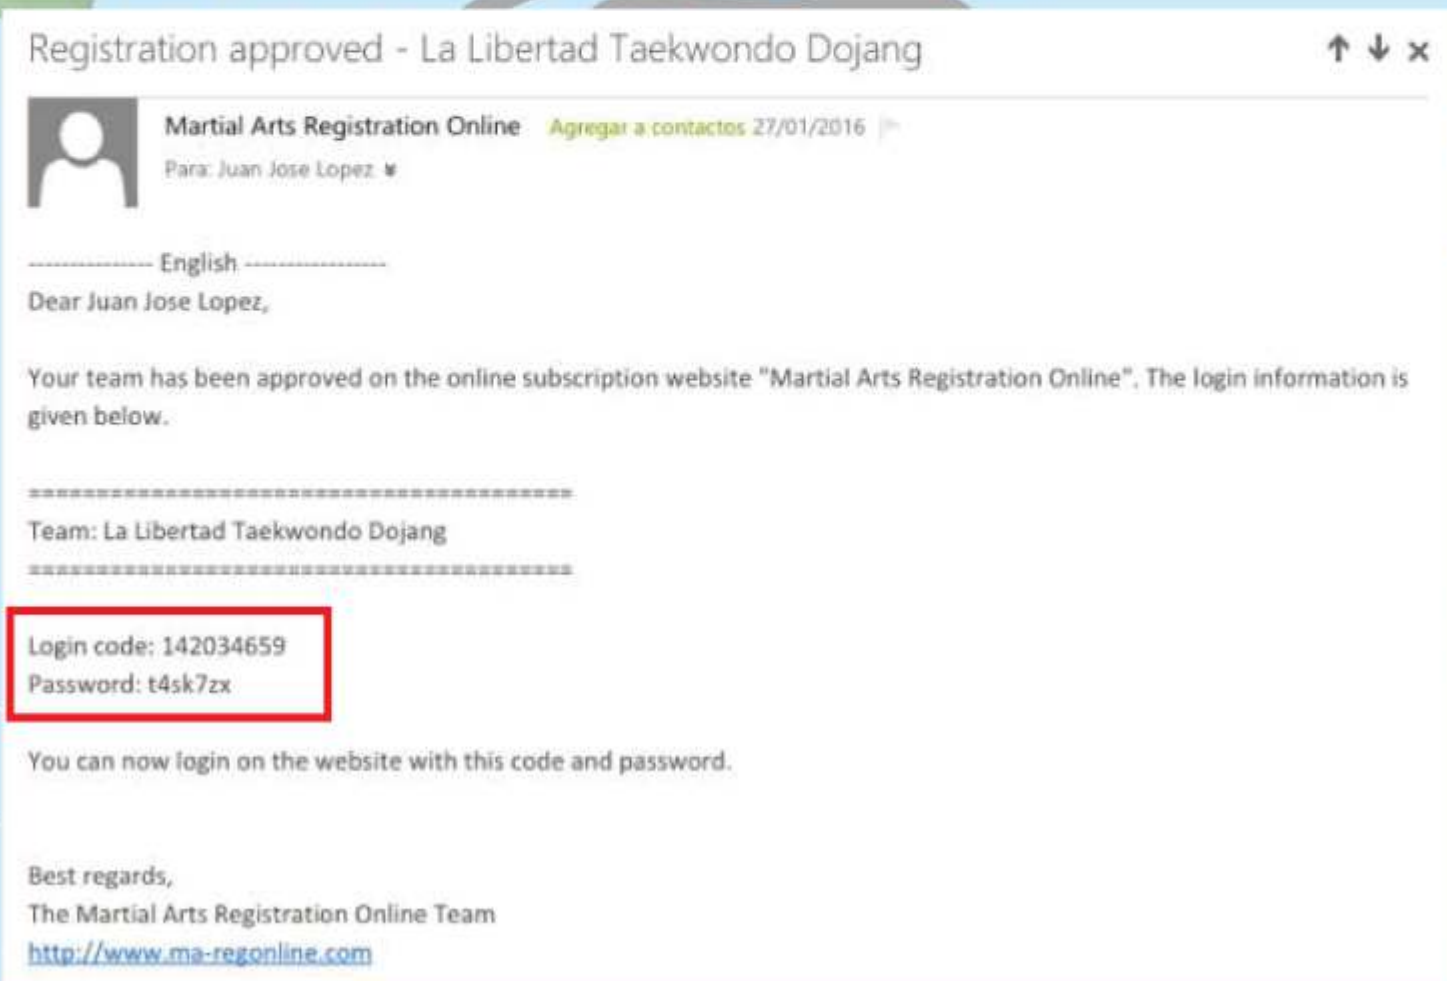 Registration approved - La Libertad Taekwondo Dojang
Martial Arts Registration Online Agregar a contactos 27/01/2016
Para: Juan Jose Lopez
--------------- English -----------------
Dear Juan Jose Lopez,
Your team has been approved on the online subscription website "Martial Arts Registration Online". The login information is
given below.
========================================
Team: La Libertad Taekwondo Dojang
========================================
Login code: 142034659
Password: t4sk7zx
You can now login on the website with this code and password.
Best regards,
The Martial Arts Registration Online Team
http://www.ma-regonline.com